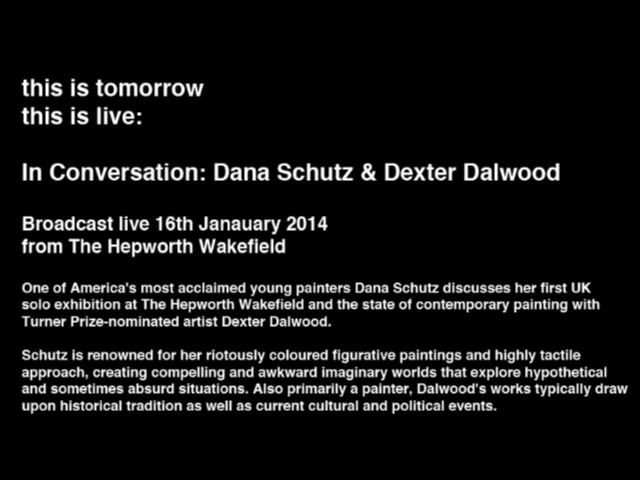 this is tomorrow
this is live:
In Conversation: Dana Schutz & Dexter Dalwood
Broadcast live 16th Janauary 2014
from The Hepworth Wakefield
One of America's most acclaimed young painters Dana Schutz discusses her first UK
solo exhibition at The Hepworth Wakefield and the state of contemporary painting with
Turner Prize-nominated artist Dexter Dalwood.
Schutz is renowned for her riotously coloured figurative paintings and highly tactile
approach, creating compelling and awkward imaginary worlds that explore hypothetical
and sometimes absurd situations. Also primarily a painter, Dalwood's works typically draw
upon historical tradition as well as current cultural and political events.